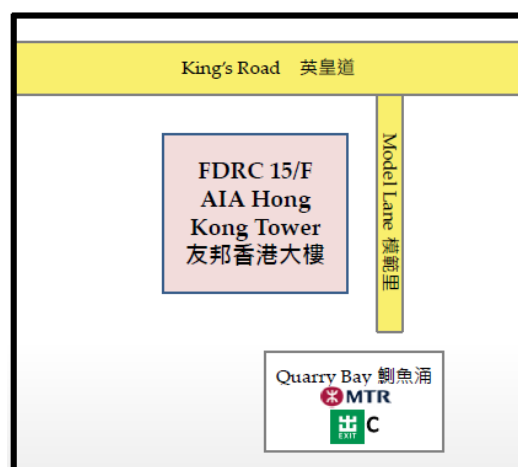 King's Road 英皇道
FDRC 15/F
AIA Hong
Kong Tower
友邦香港大樓
Model Lane 模範里
Quarry Bay 鰂魚涌
MTR
出 C
EXIT